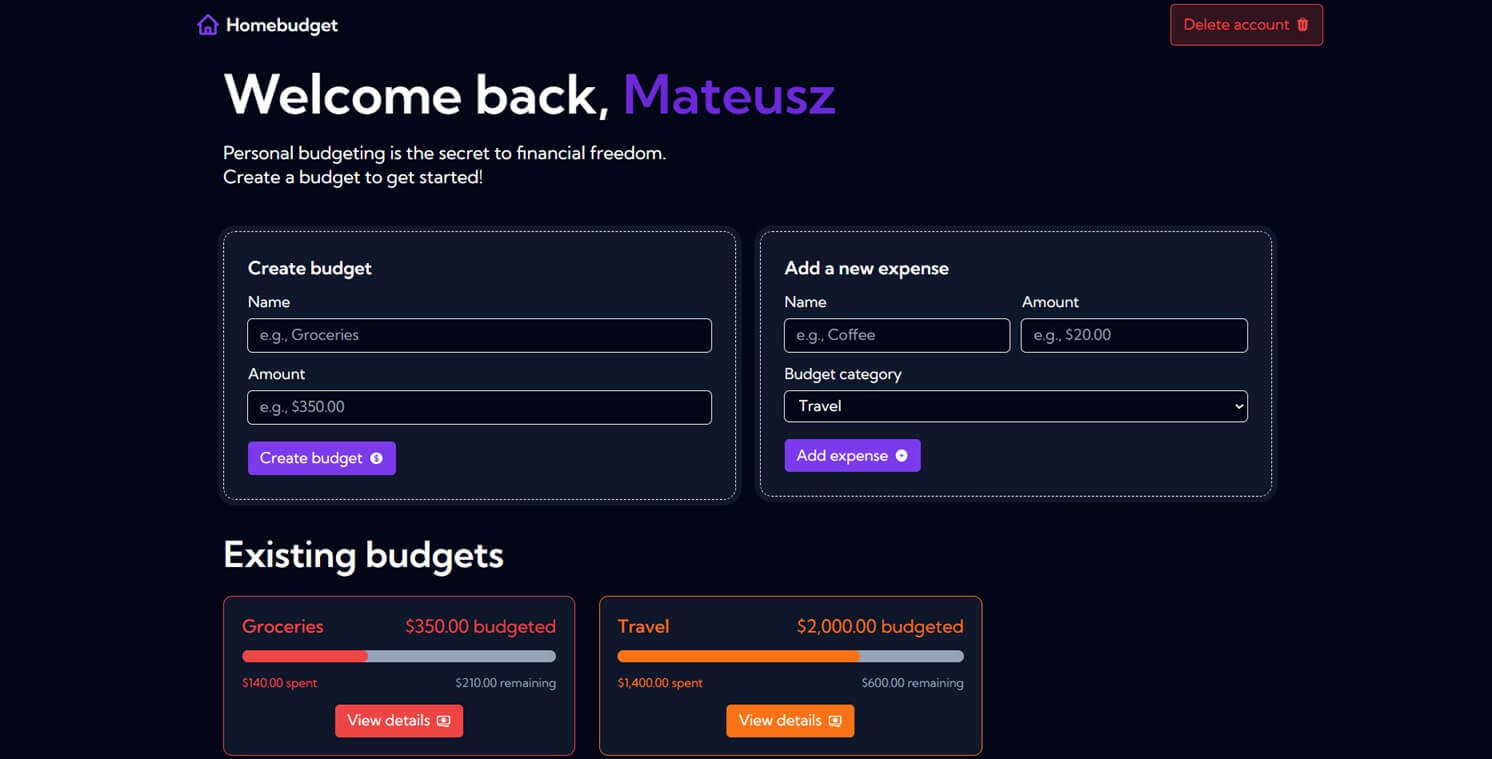 Homebudget
Delete account
Welcome back, Mateusz
Personal budgeting is the secret to financial freedom.
Create a budget to get started!
Create budget
Name
e.g., Groceries
Amount
e.g., $350.00
Create budget
Add a new expense
Name
Amount
e.g., Coffee
e.g., $20.00
Budget category
Travel
Add expense
Existing budgets
Groceries
$350.00 budgeted
$140.00 spent
$210.00 remaining
View details
Travel
$2,000.00 budgeted
$1,400.00 spent
$600.00 remaining
View details